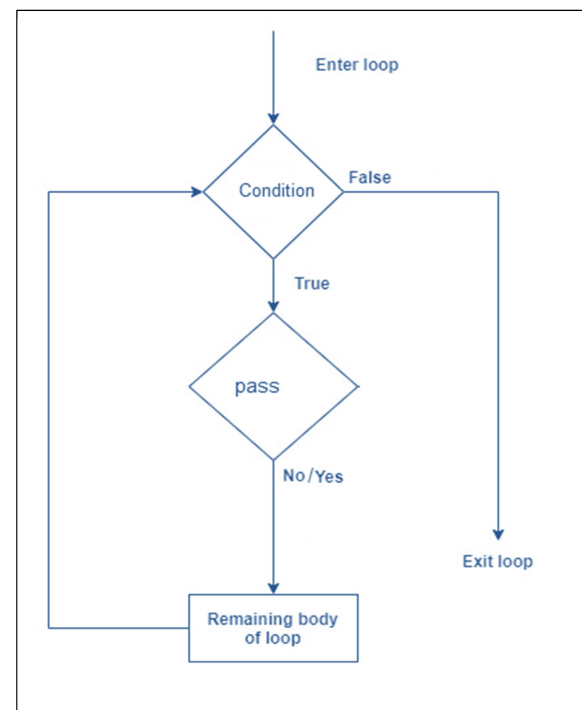 Enter loop
Condition
False
True
pass
No/Yes
Exit loop
Remaining body
of loop